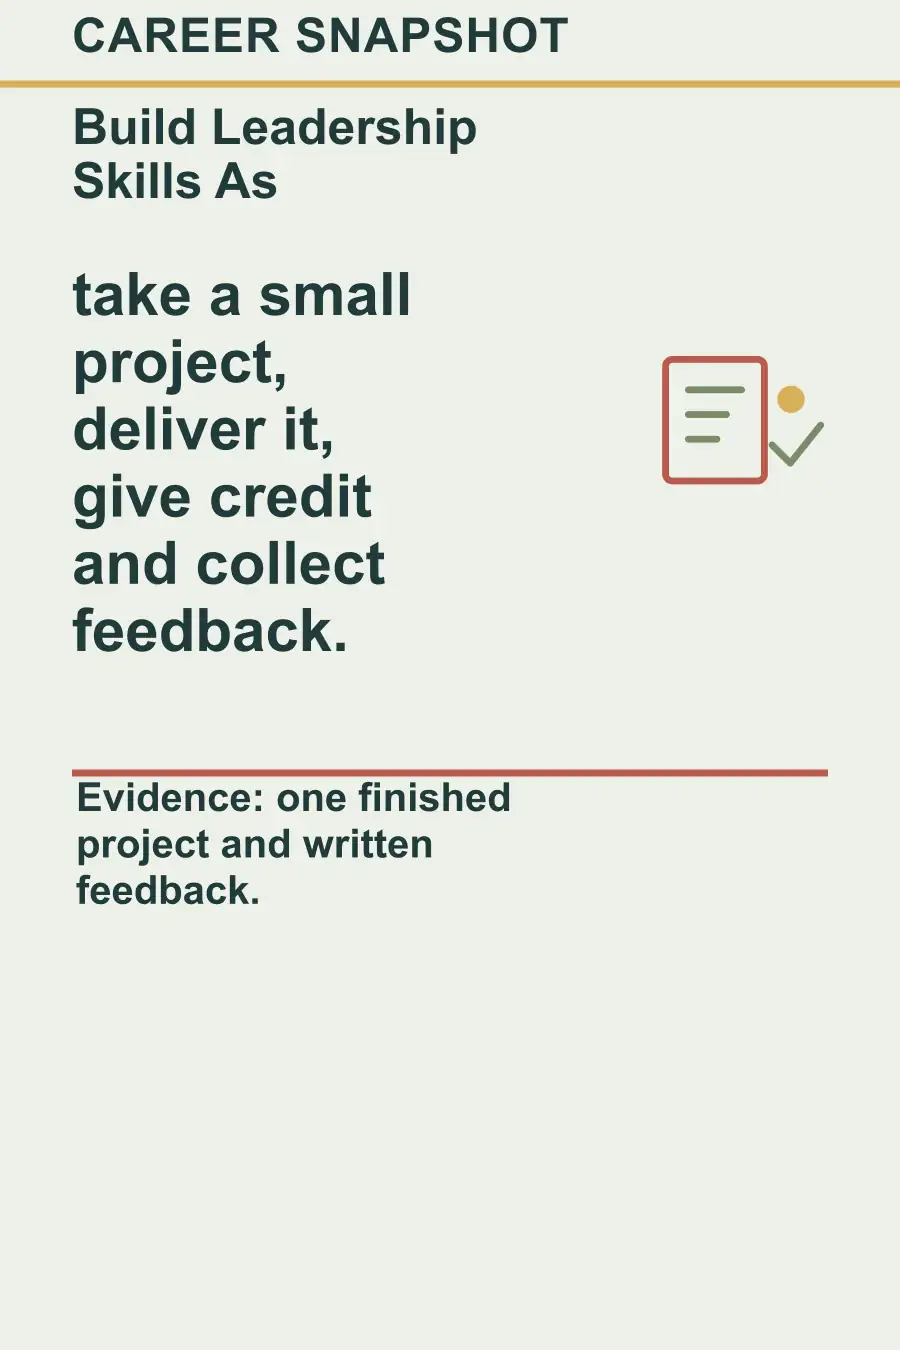 CAREER SNAPSHOT
Build Leadership
Skills As
take a small
project,
deliver it,
give credit
and collect
feedback.
Evidence: one finished
project and written
feedback.